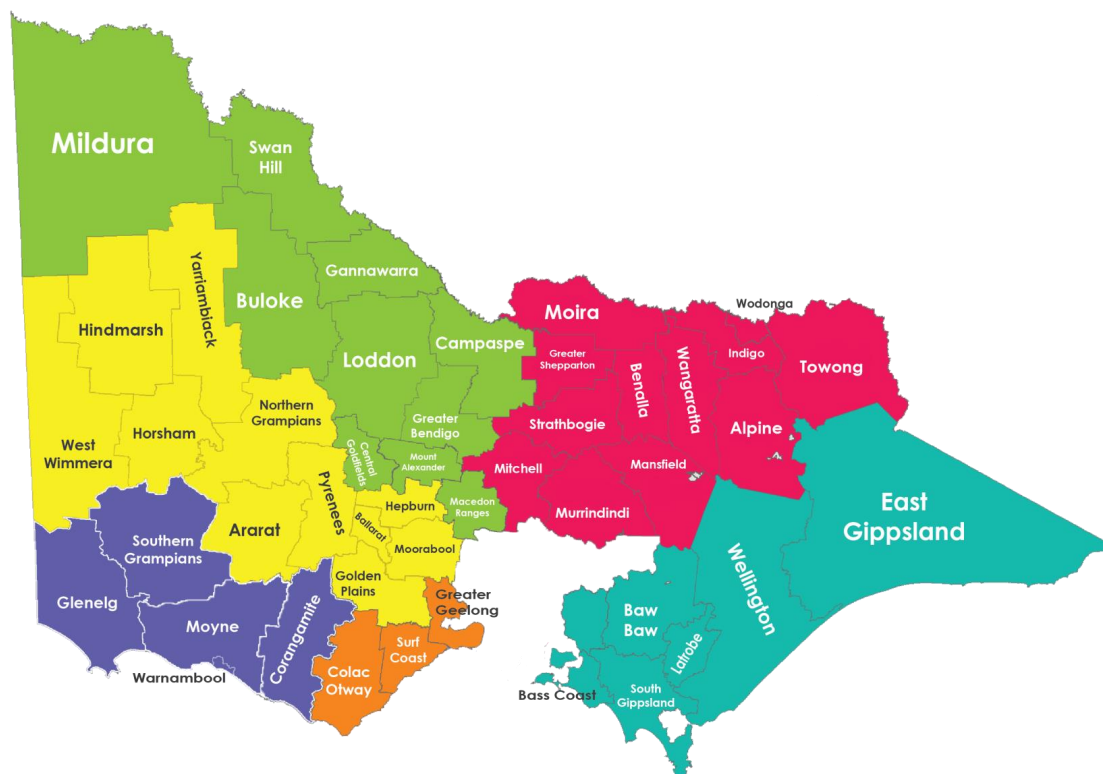 Mildura
Swan
Hill
Gannawarra
Yarriambiack
Buloke
Hindmarsh
Moira
Wodonga
Campaspe
Loddon
Greater
Shepparton
Benalla
Wangaratta
Indigo
Towong
Northern
Grampians
Horsham
West
Wimmera
Greater
Bendigo
Strathbogie
Alpine
Central
Goldfields
Mount
Alexander
Mitchell
Mansfield
Pyrenees
Hepburn
Macedon
Ranges
Murrindindi
East
Gippsland
Ararat
Ballarat
Moorabool
Southern
Grampians
Golden
Plains
Greater
Geelong
Wellington
Glenelg
Moyne
Corangamite
Baw
Baw
Latrobe
Surf
Coast
Colac
Otway
Warnambool
Bass Coast
South
Gippsland